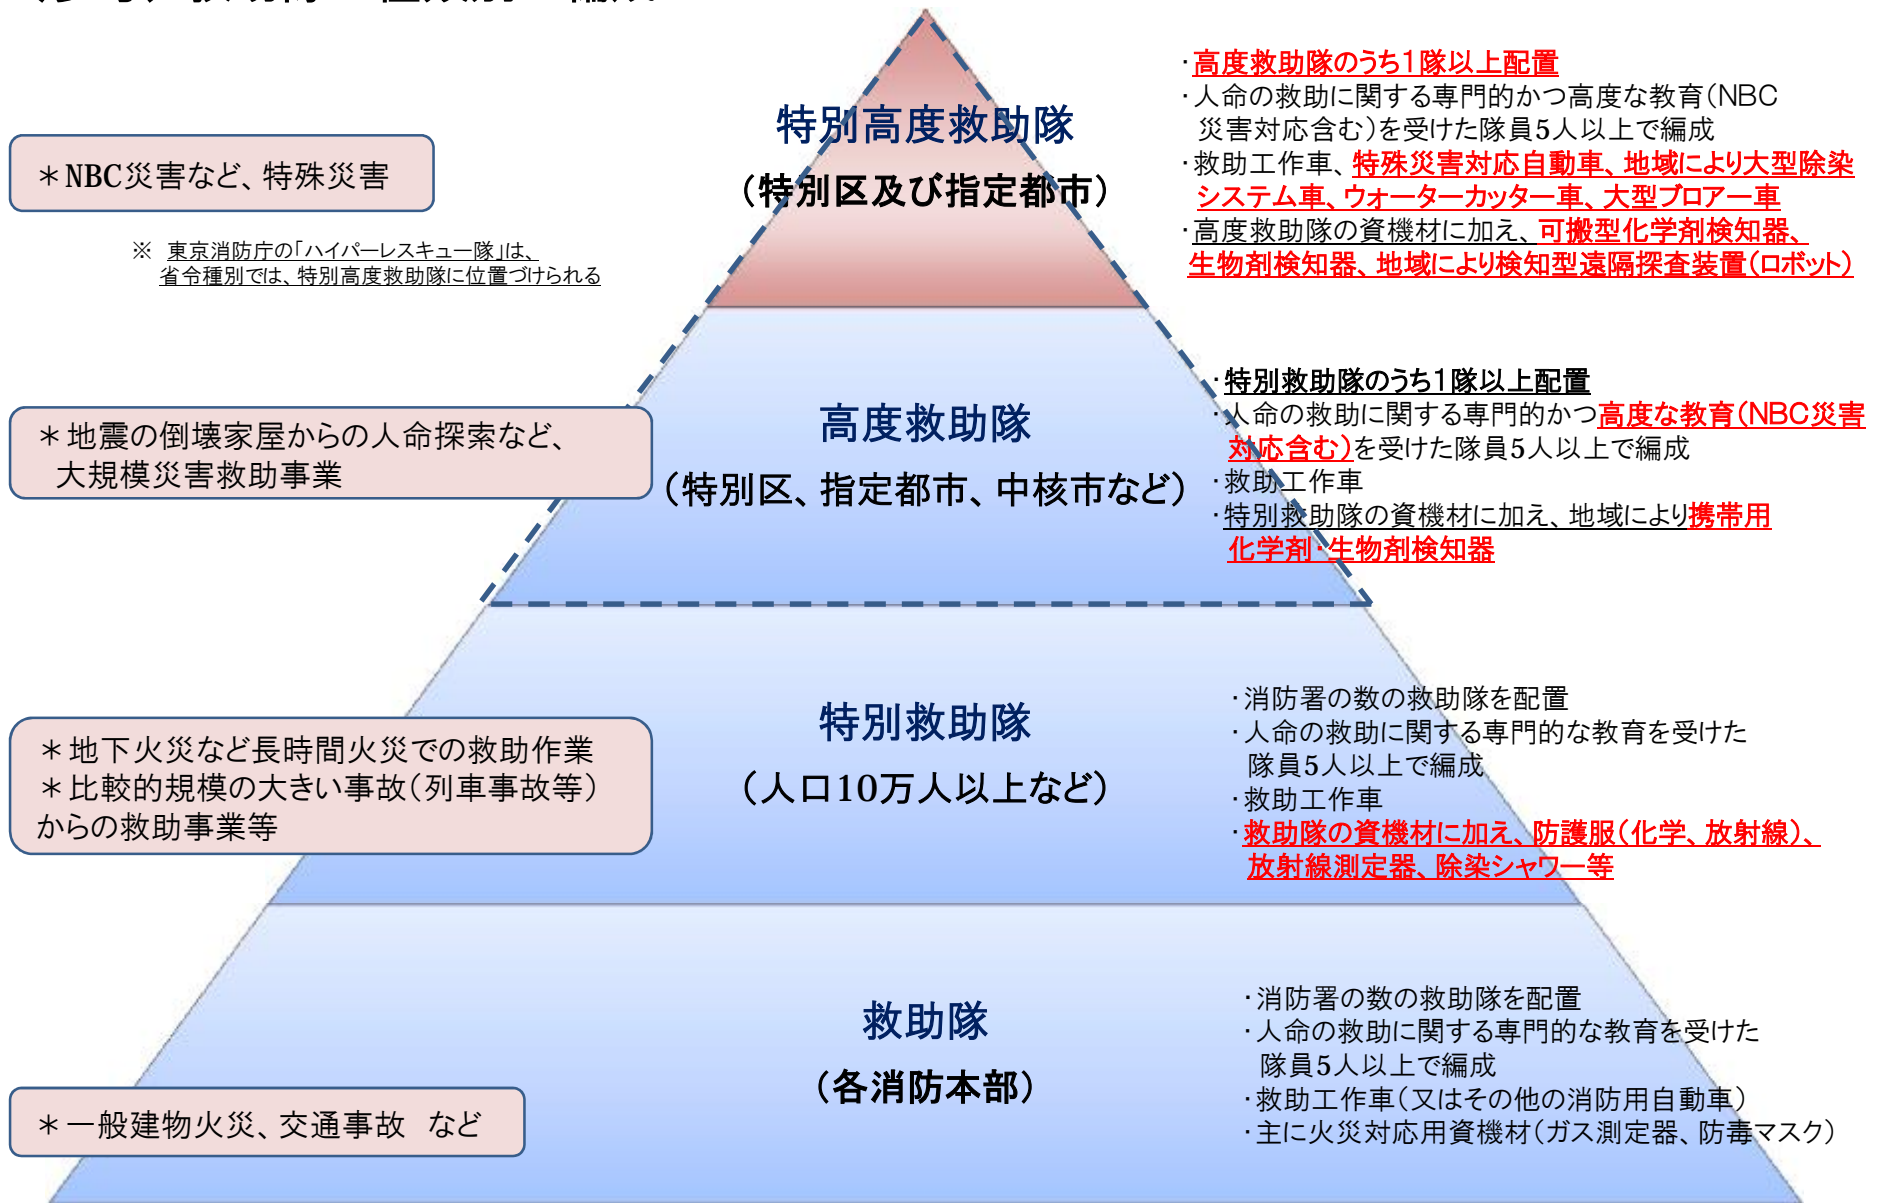 ・高度救助隊のうち1隊以上配置
・人命の救助に関する専門的かつ高度な教育(NBC
災害対応含む)を受けた隊員5人以上で編成
・救助工作車、特殊災害対応自動車、地域により大型除染
システム車、ウォーターカッター車、大型ブロアー車
・高度救助隊の資機材に加え、可搬型化学剤検知器、
生物剤検知器、地域により検知型遠隔探査装置(ロボット)
特別高度救助隊
(特別区及び指定都市)
＊NBC災害など、特殊災害
※ 東京消防庁の「ハイパーレスキュー隊」は、
省令種別では、特別高度救助隊に位置づけられる
・特別救助隊のうち1隊以上配置
・人命の救助に関する専門的かつ高度な教育(NBC災害
対応含む)を受けた隊員5人以上で編成
・救助工作車
・特別救助隊の資機材に加え、地域により携帯用
化学剤・生物剤検知器
高度救助隊
(特別区、指定都市、中核市など)
＊地震の倒壊家屋からの人命探索など、
大規模災害救助事業
・消防署の数の救助隊を配置
・人命の救助に関する専門的な教育を受けた
隊員5人以上で編成
・救助工作車
・救助隊の資機材に加え、防護服(化学、放射線)、
放射線測定器、除染シャワー等
特別救助隊
(人口10万人以上など)
＊地下火災など長時間火災での救助作業
＊比較的規模の大きい事故(列車事故等)
からの救助事業等
・消防署の数の救助隊を配置
・人命の救助に関する専門的な教育を受けた
隊員5人以上で編成
・救助工作車(又はその他の消防用自動車)
・主に火災対応用資機材(ガス測定器、防毒マスク)
救助隊
(各消防本部)
＊一般建物火災、交通事故 など